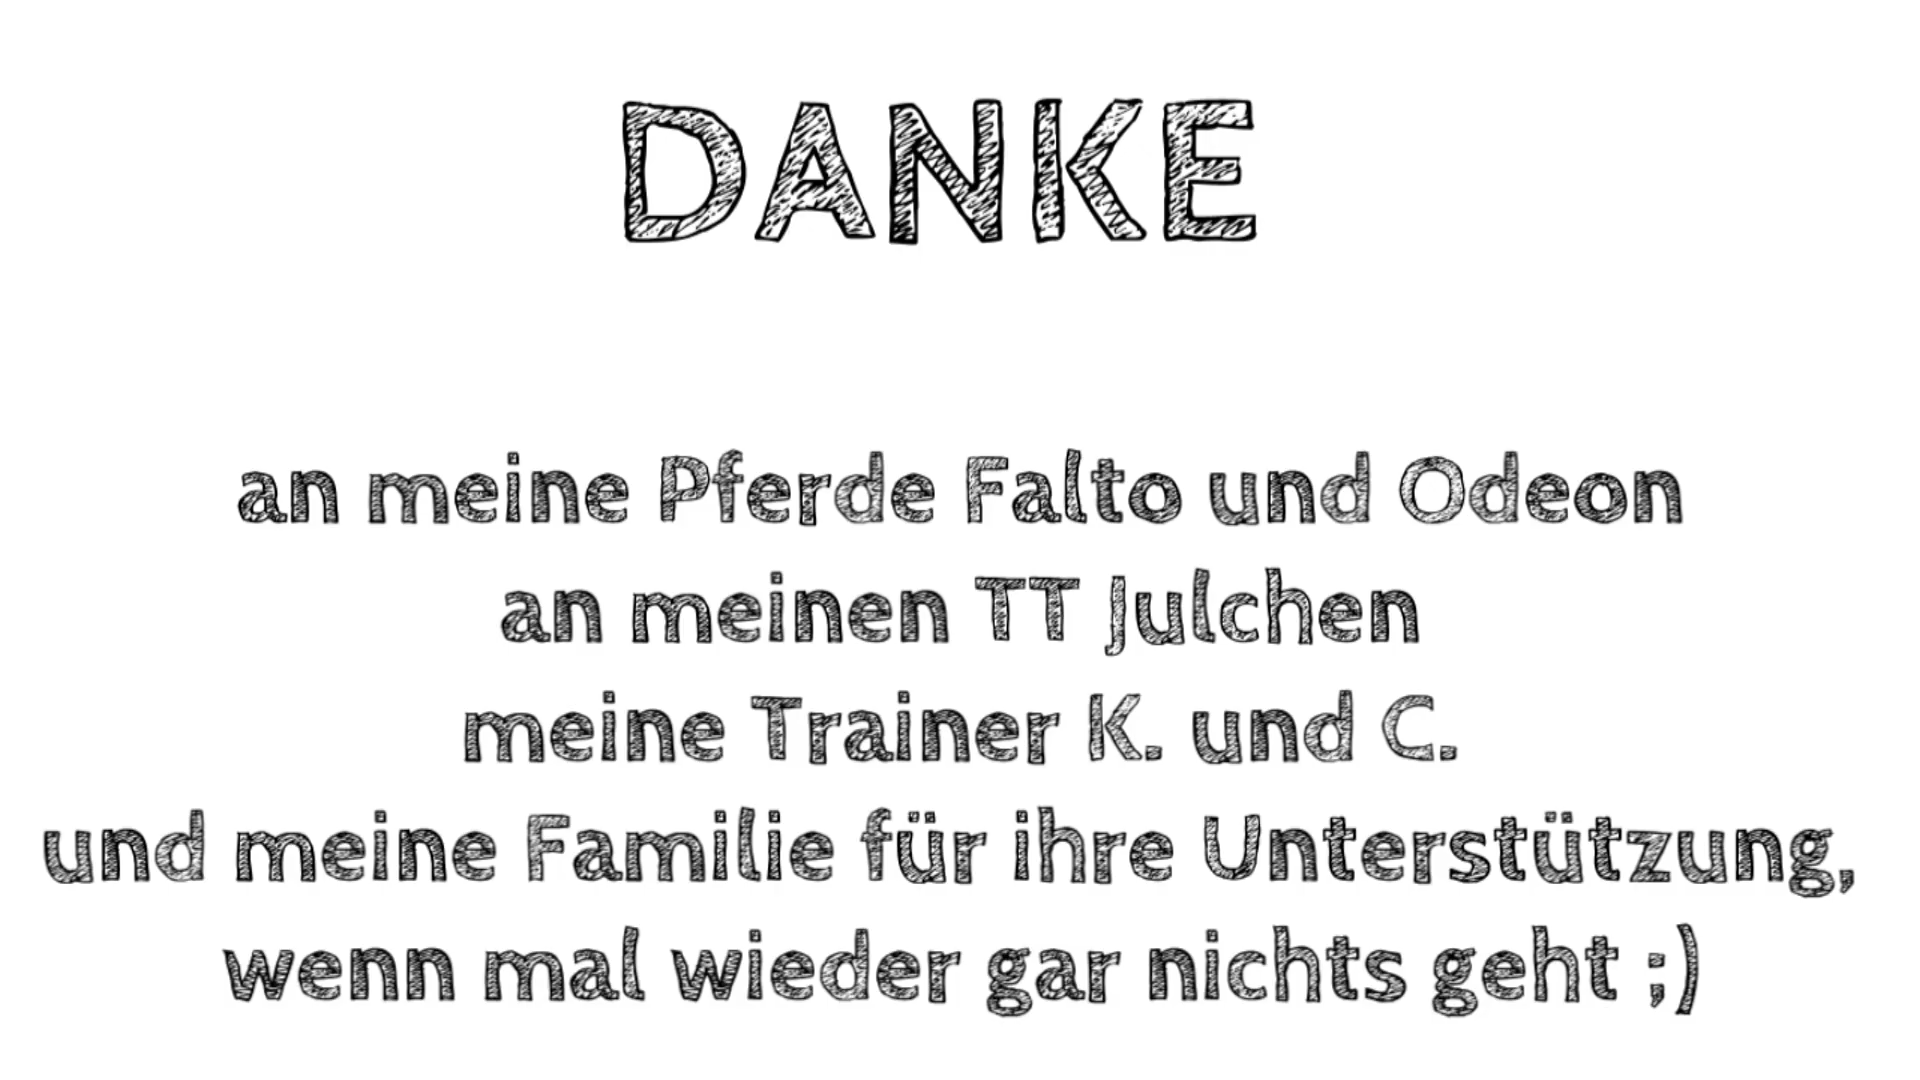 DANKE
an meine Pferde Falto und Odeon
an meinen TT Julchen
meine Trainer K. und C.
und meine Familie für ihre Unterstützung,
wenn mal wieder gar nichts geht ;)